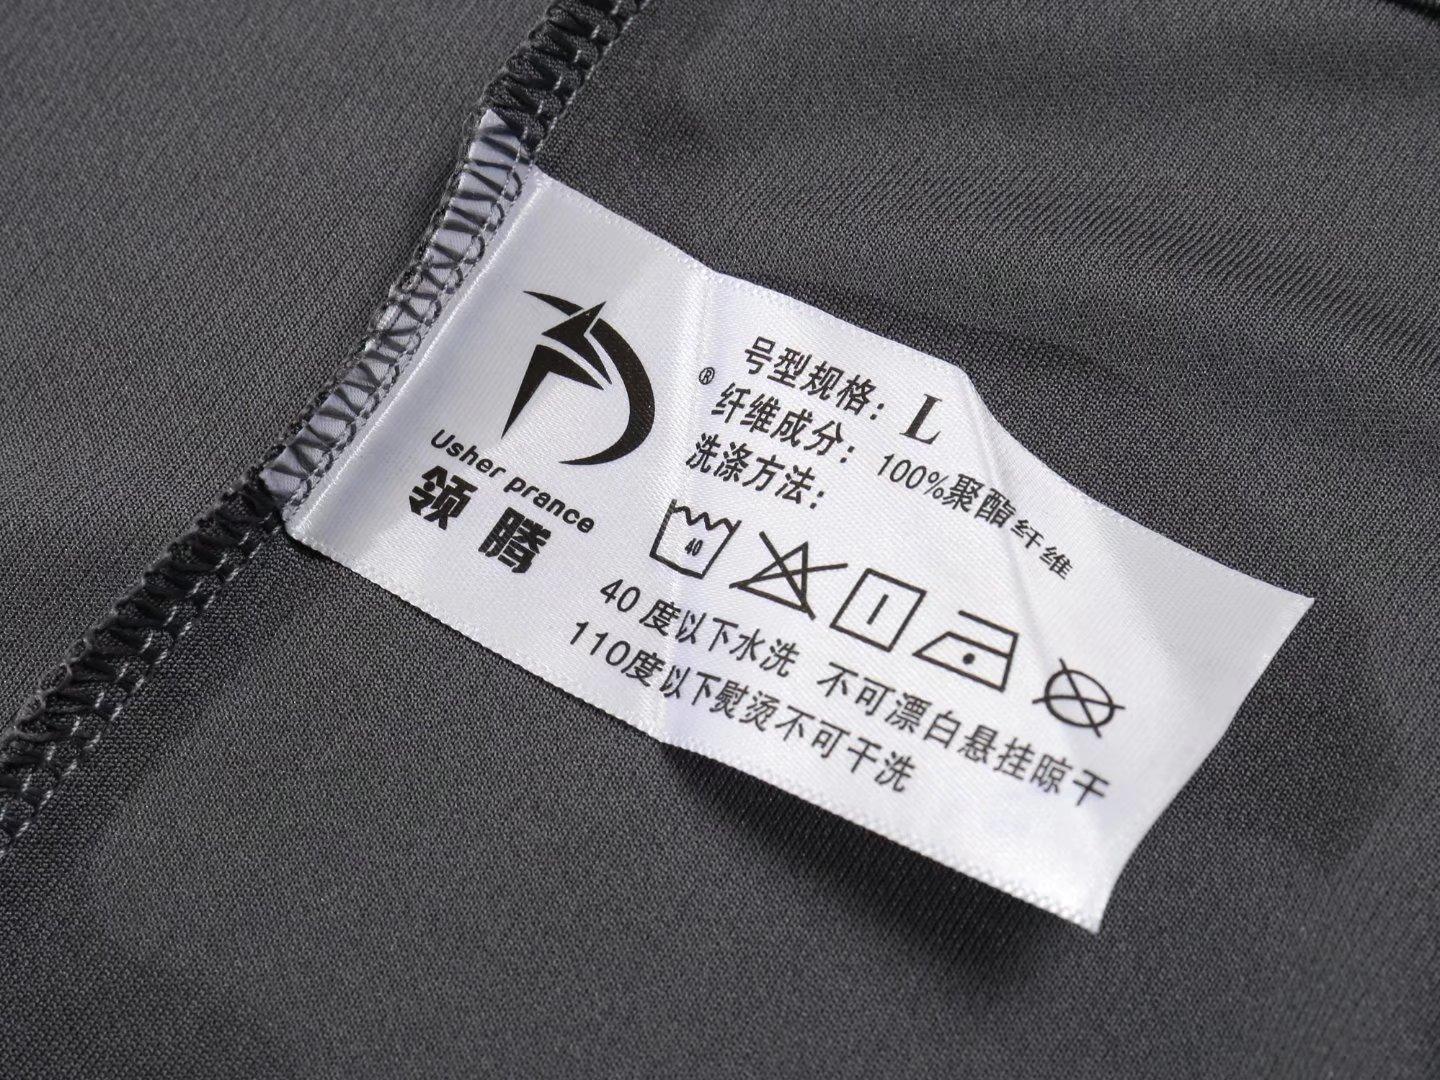 Usher prance
领腾
®
号型规格：L
纤维成分：100%聚酯纤维
洗涤方法：
40
40度以下水洗 不可漂白悬挂晾干
110度以下熨烫不可干洗